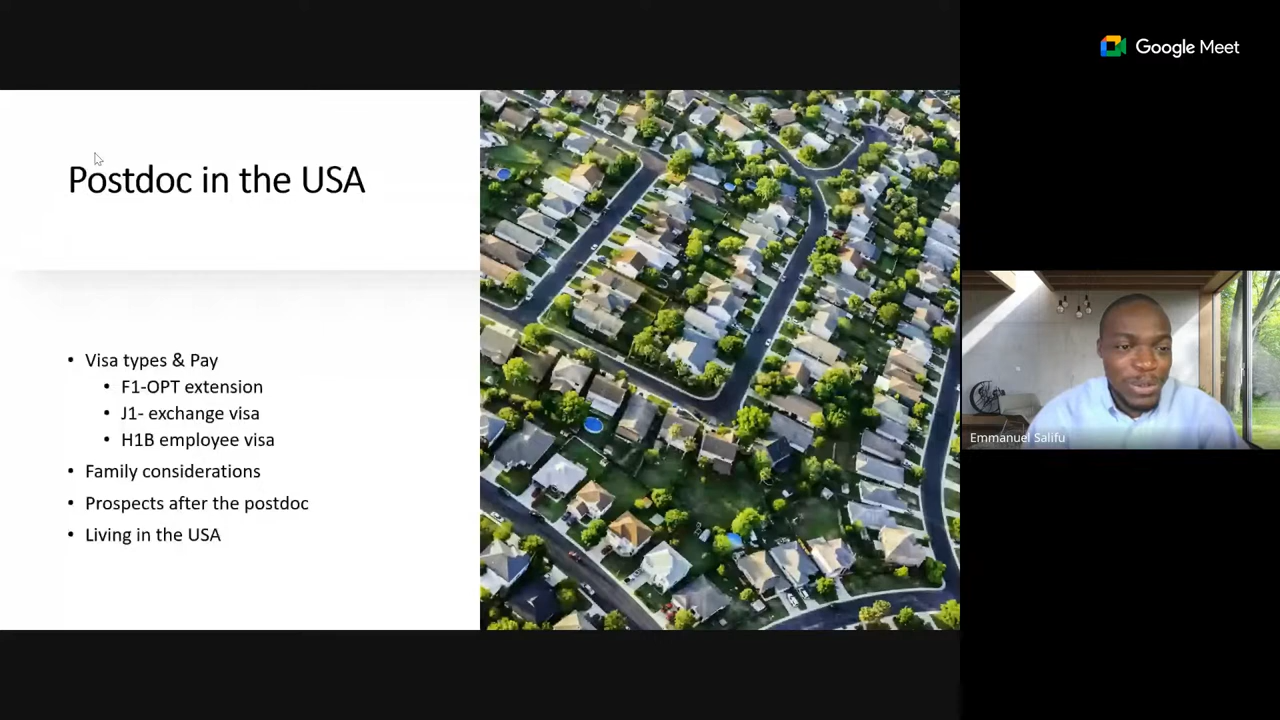 Google Meet
Postdoc in the USA
• Visa types & Pay
• F1-OPT extension
• J1- exchange visa
• H1B employee visa
• Family considerations
• Prospects after the postdoc
• Living in the USA
Emmanuel Salifu